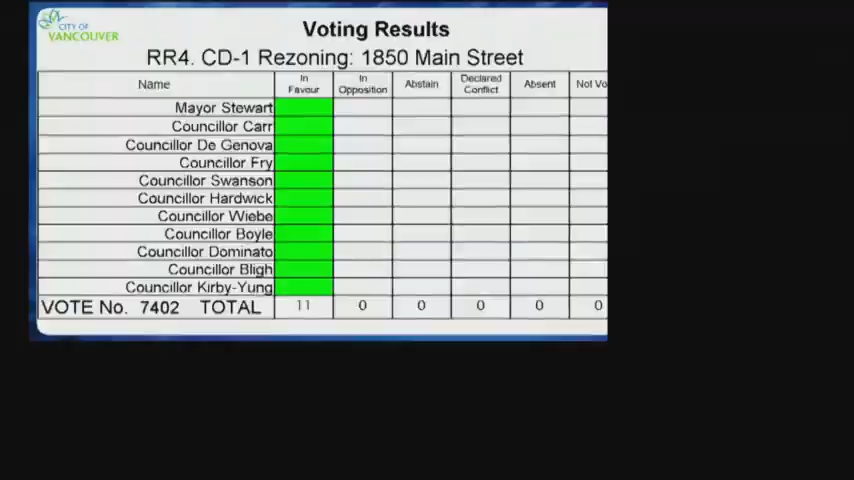 CITY OF
VANCOUVER
Voting Results
RR4. CD-1 Rezoning: 1850 Main Street
Name In Favour In Opposition Abstain Declared Conflict Absent Not Vo
Mayor Stewart
Councillor Carr
Councillor De Genova
Councillor Fry
Councillor Swanson
Councillor Hardwick
Councillor Wiebe
Councillor Boyle
Councillor Dominato
Councillor Bligh
Councillor Kirby-Yung
VOTE No. 7402 TOTAL 11 0 0 0 0 0